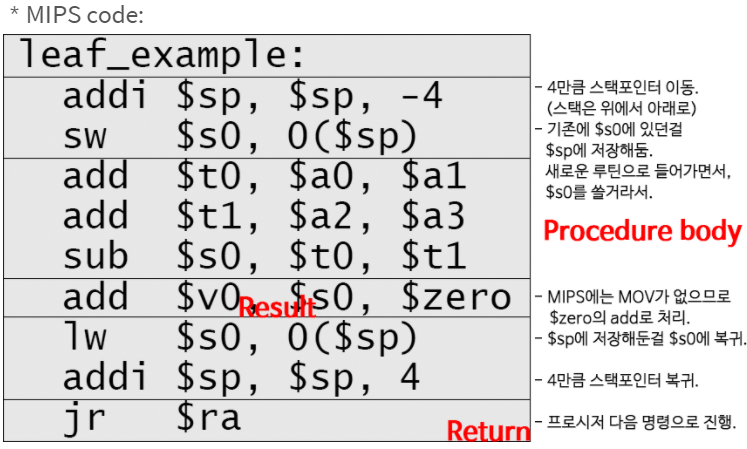 * MIPS code:
leaf_example:
addi $sp, $sp, -4
- 4만큼 스택포인터 이동.
(스택은 위에서 아래로)
sw $s0, 0($sp)
- 기존에 $s0에 있던걸
$sp에 저장해둠.
새로운 루틴으로 들어가면서,
$s0를 쓸거라서.
add $t0, $a0, $a1
add $t1, $a2, $a3
sub $s0, $t0, $t1
Procedure body
add $v0, $s0, $zero
Result
- MIPS에는 MOV가 없으므로
$zero의 add로 처리.
lw $s0, 0($sp)
- $sp에 저장해둔걸 $s0에 복귀.
addi $sp, $sp, 4
- 4만큼 스택포인터 복귀.
jr $ra
Return
- 프로시저 다음 명령으로 진행.